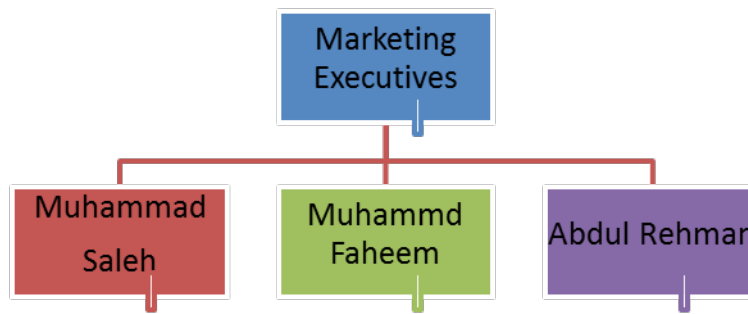 Marketing
Executives
Muhammad
Saleh
Muhammd
Faheem
Abdul Rehman